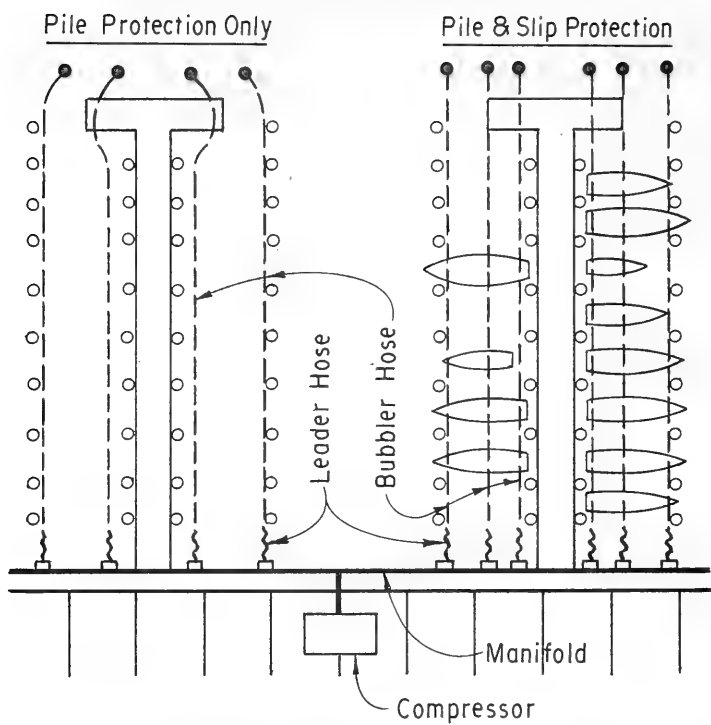 Pile Protection Only
Pile & Slip Protection
Leader Hose
Bubbler Hose
Manifold
Compressor